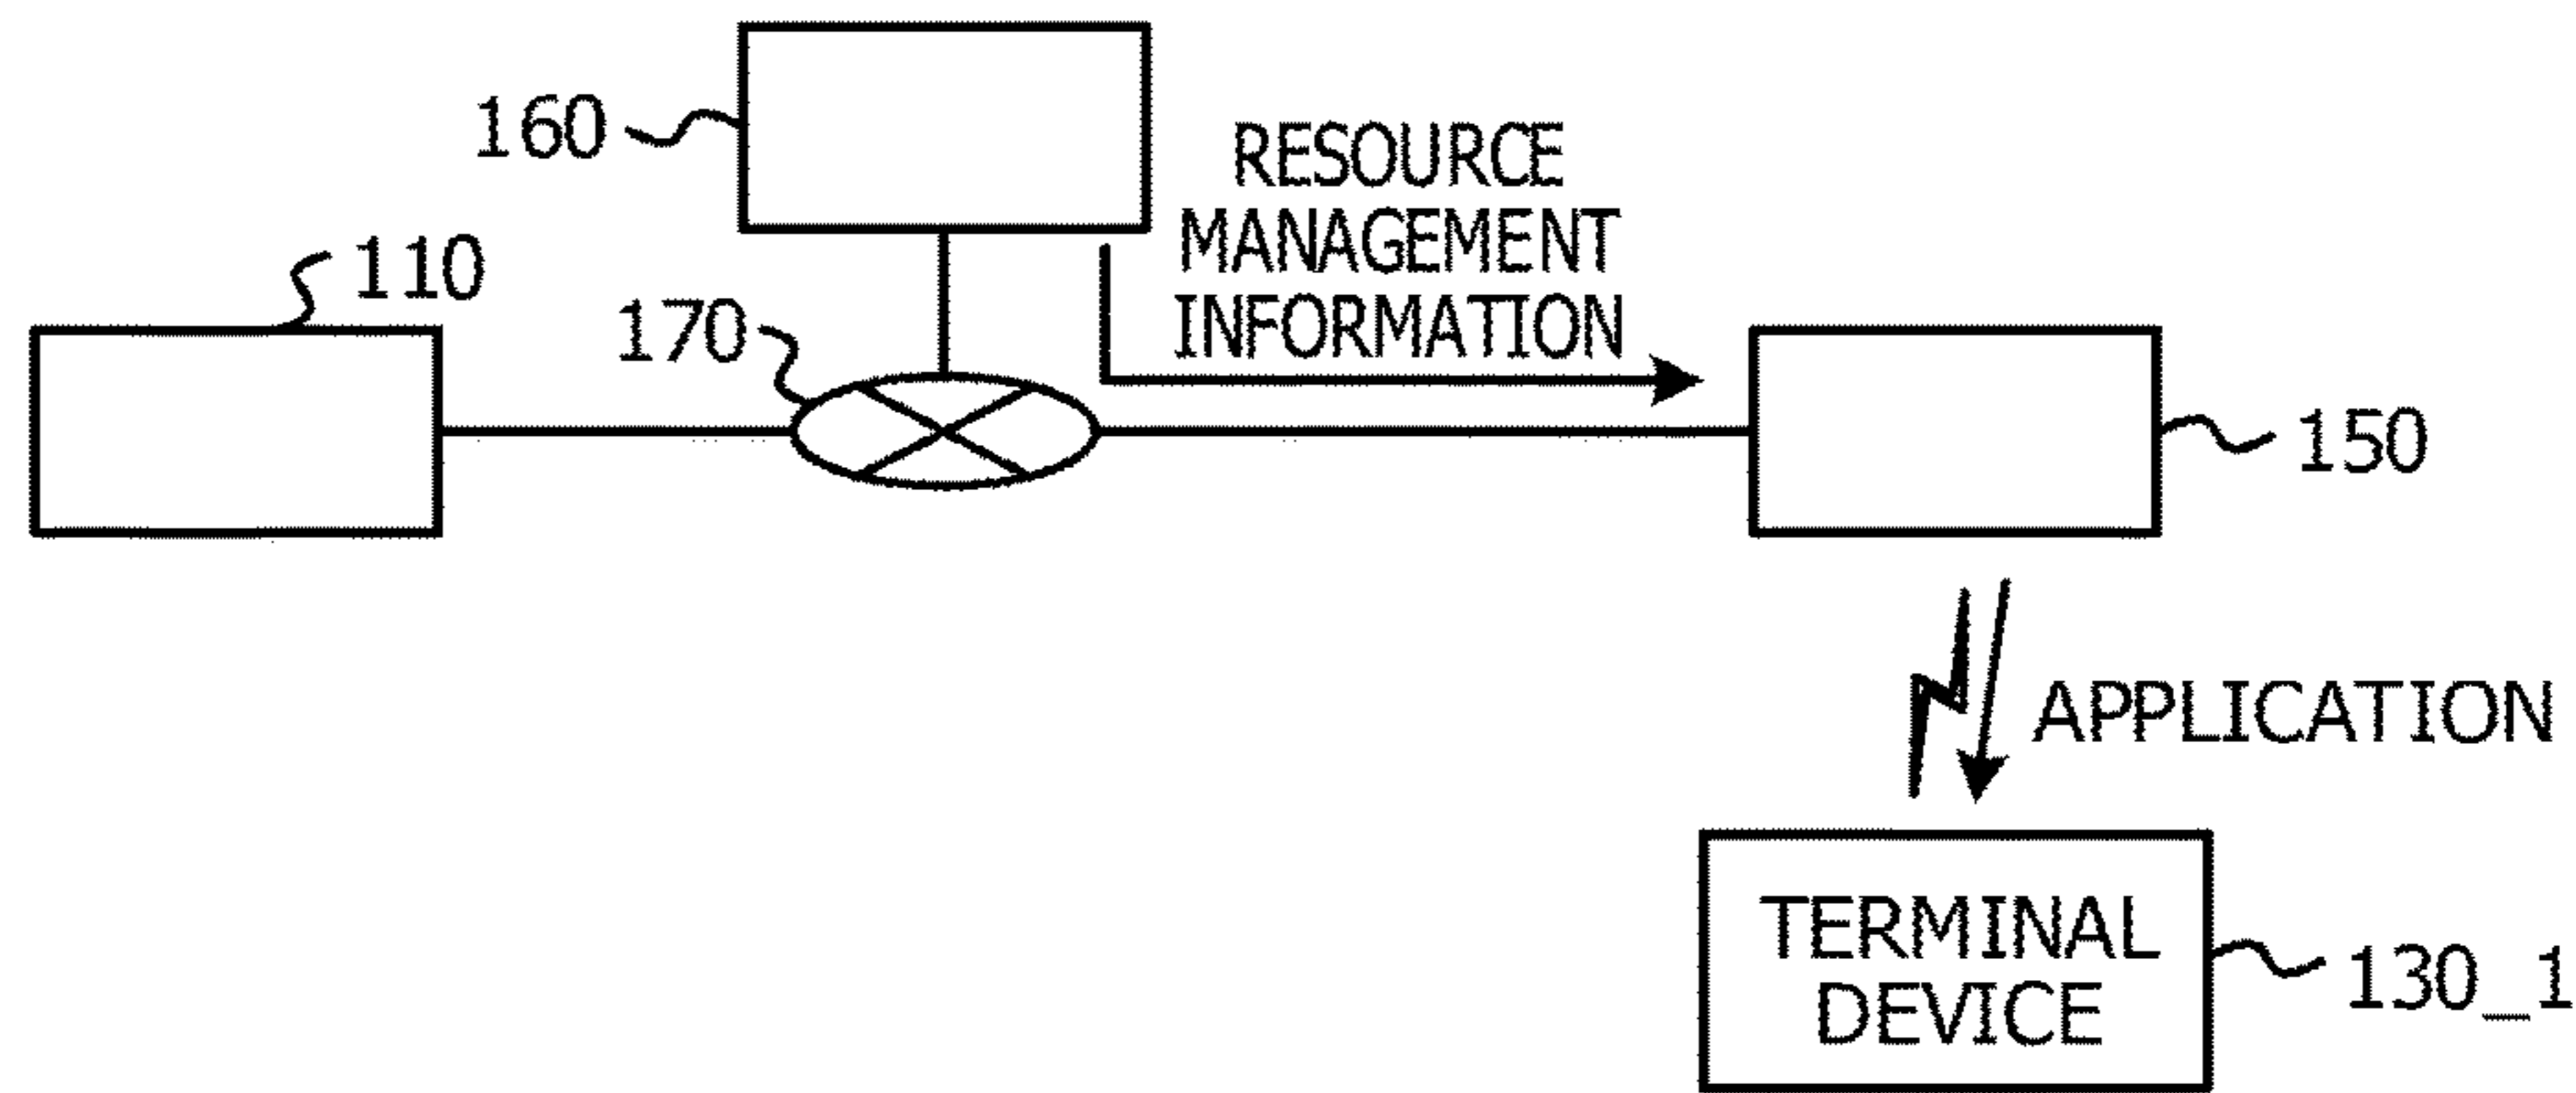 160
RESOURCE
MANAGEMENT
INFORMATION
110
170
150
APPLICATION
TERMINAL
DEVICE
130_1